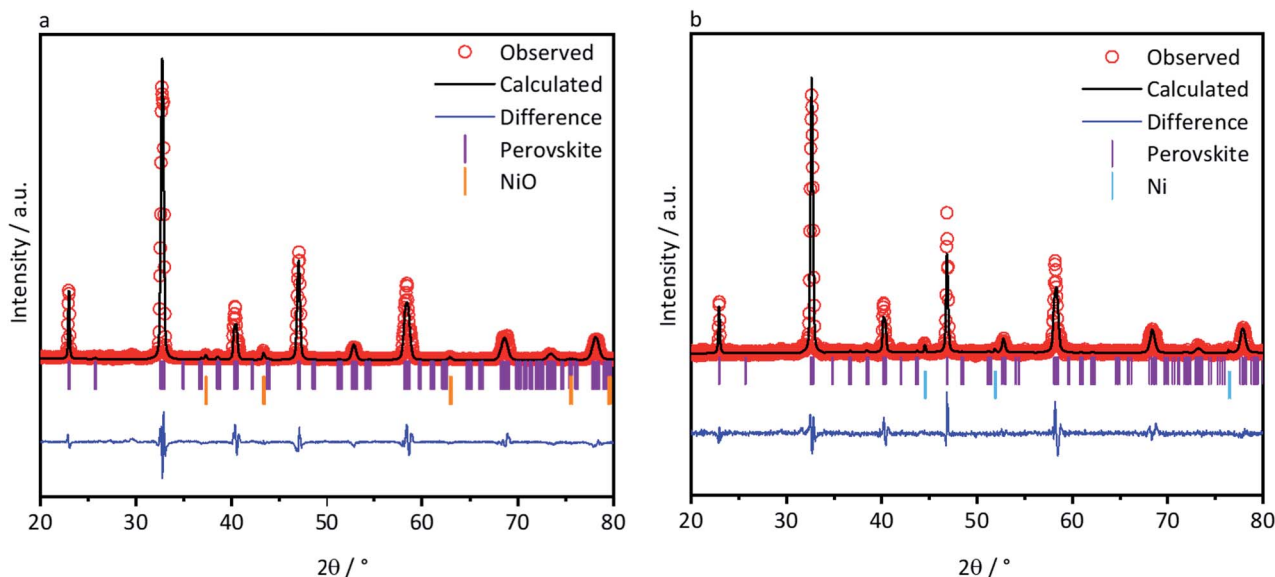 a
Observed
Calculated
Difference
Perovskite
NiO
Intensity / a.u.
20 30 40 50 60 70 80
2θ / °
b
Observed
Calculated
Difference
Perovskite
Ni
Intensity / a.u.
20 30 40 50 60 70 80
2θ / °